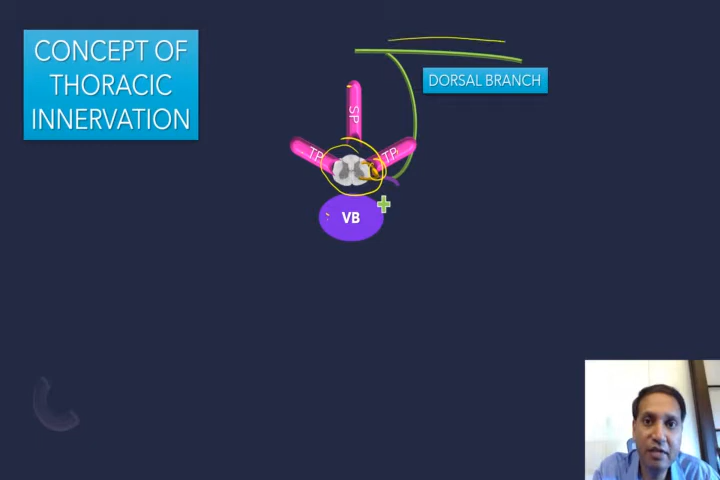 CONCEPT OF
THORACIC
INNERVATION
DORSAL BRANCH
SP
TP
TP
VB